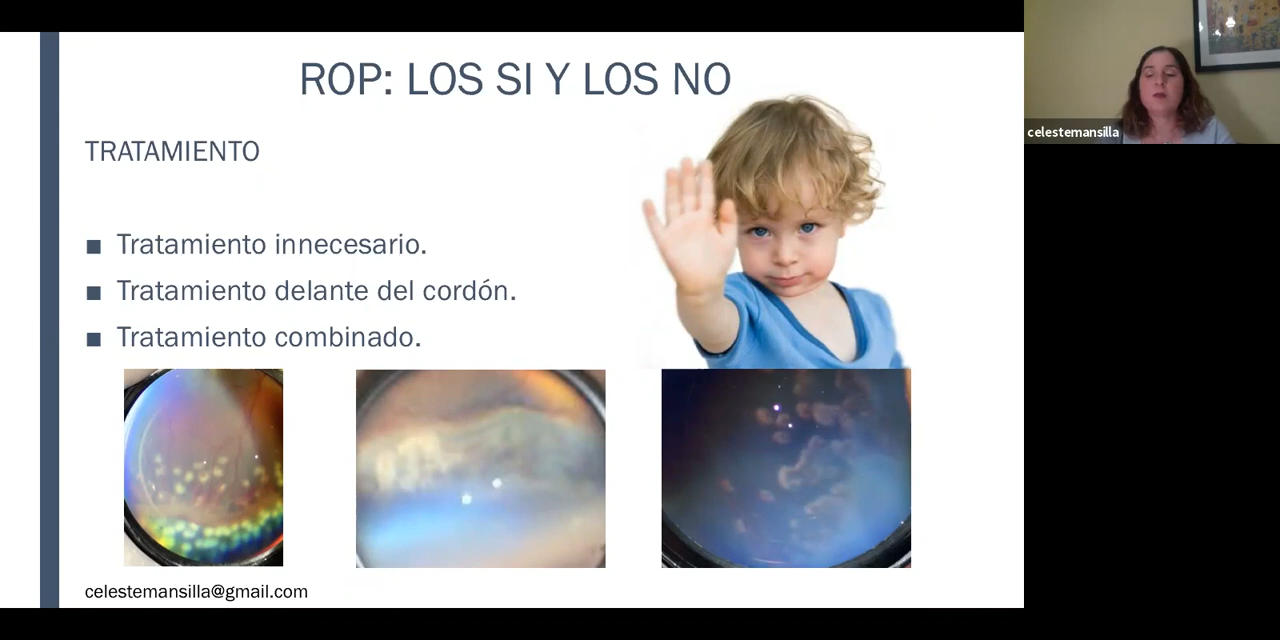 ROP: LOS SI Y LOS NO
TRATAMIENTO
■ Tratamiento innecesario.
■ Tratamiento delante del cordón.
■ Tratamiento combinado.
celestemansilla@gmail.com
celestemansilla